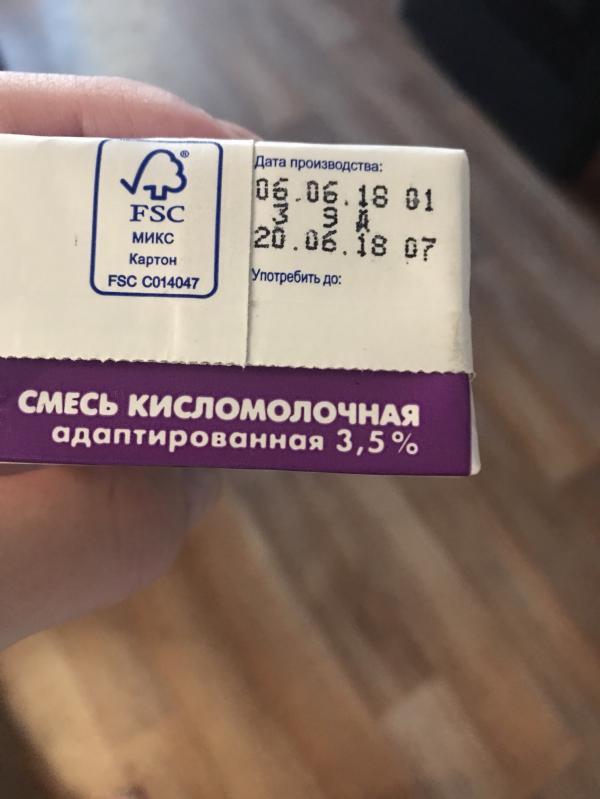 FSC
®
МИКС
Картон
FSC C014047
Дата производства:
06.06.18 01
3 9 А
20.06.18 07
Употребить до:
СМЕСЬ КИСЛОМОЛОЧНАЯ
адаптированная 3,5%